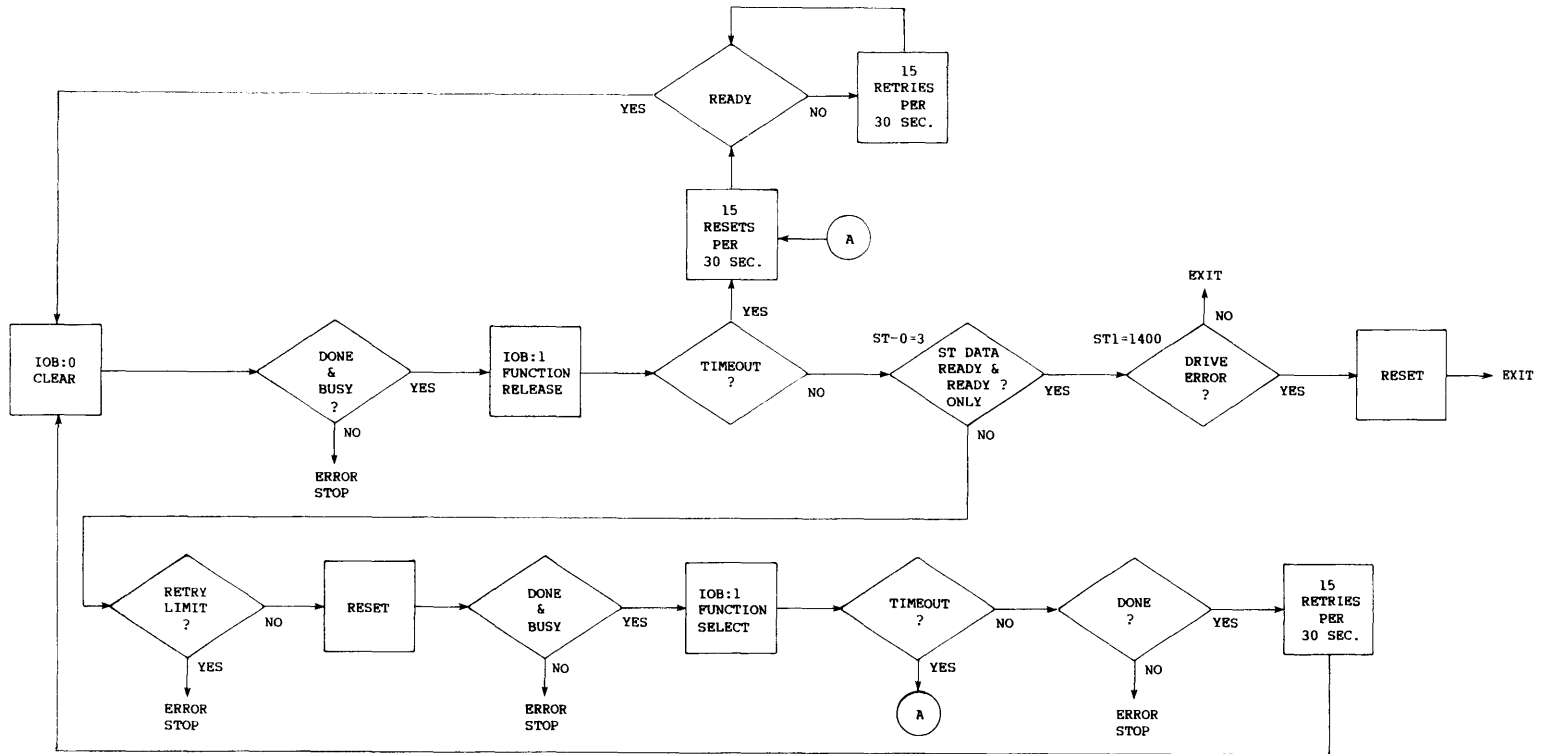 15
RETRIES
PER
30 SEC.
READY
YES
NO
15
RESETS
PER
30 SEC.
A
YES
EXIT
NO
IOB:0
CLEAR
DONE
&
BUSY
?
YES
NO
ERROR
STOP
IOB:1
FUNCTION
RELEASE
TIMEOUT
?
NO
ST-0=3
ST DATA
READY &
READY ?
ONLY
YES
NO
ST1=1400
DRIVE
ERROR
?
YES
RESET
EXIT
RETRY
LIMIT
?
NO
YES
ERROR
STOP
RESET
DONE
&
BUSY
YES
NO
ERROR
STOP
IOB:1
FUNCTION
SELECT
TIMEOUT
?
NO
YES
A
DONE
?
YES
NO
ERROR
STOP
15
RETRIES
PER
30 SEC.